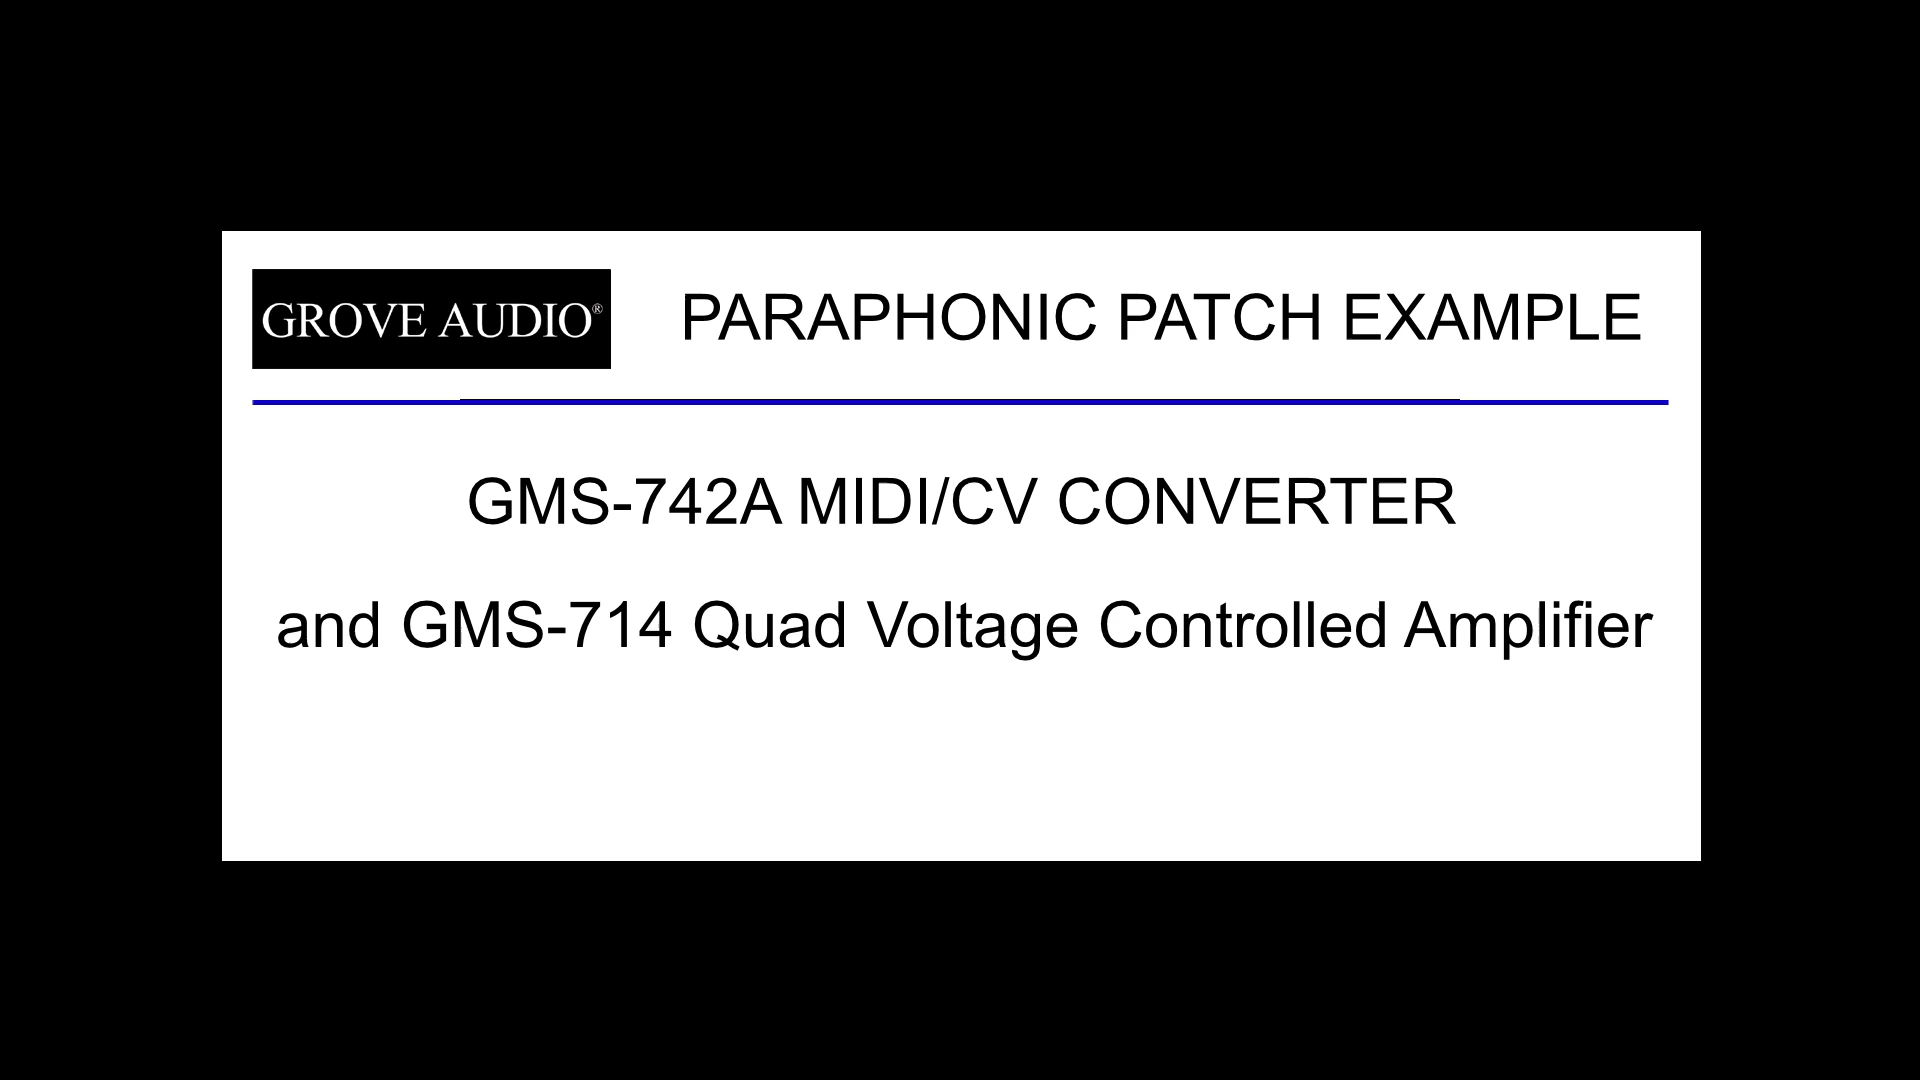 GROVE AUDIO®
PARAPHONIC PATCH EXAMPLE
GMS-742A MIDI/CV CONVERTER
and GMS-714 Quad Voltage Controlled Amplifier